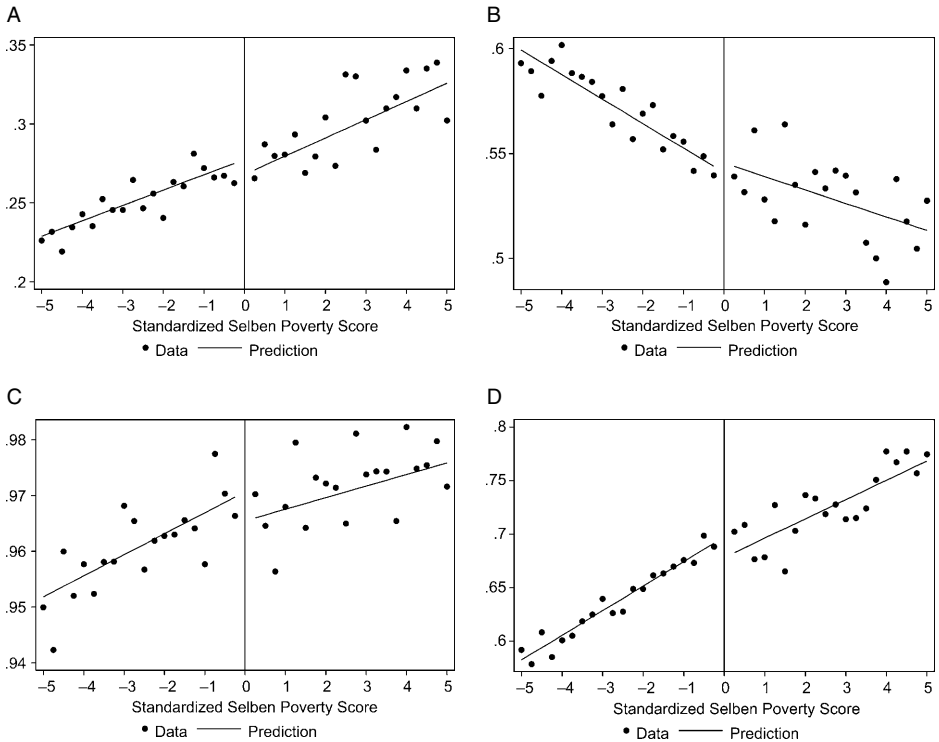 A
.35
.3
.25
.2
–5 –4 –3 –2 –1 0 1 2 3 4 5
Standardized Selben Poverty Score
Data Prediction
B
.6
.55
.5
–5 –4 –3 –2 –1 0 1 2 3 4 5
Standardized Selben Poverty Score
Data Prediction
C
.98
.97
.96
.95
.94
–5 –4 –3 –2 –1 0 1 2 3 4 5
Standardized Selben Poverty Score
Data Prediction
D
.8
.75
.7
.65
.6
–5 –4 –3 –2 –1 0 1 2 3 4 5
Standardized Selben Poverty Score
Data Prediction